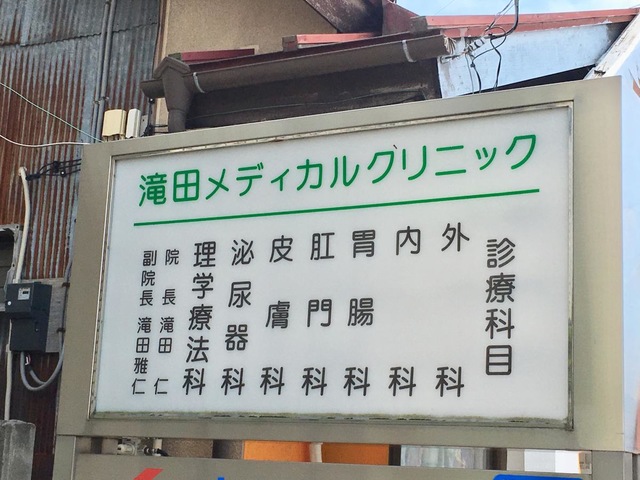 滝田メディカルクリニック
診療科目
外科
内科
胃腸科
肛門科
皮膚科
泌尿器科
理学療法科
院長 滝田 仁
副院長 滝田雅仁